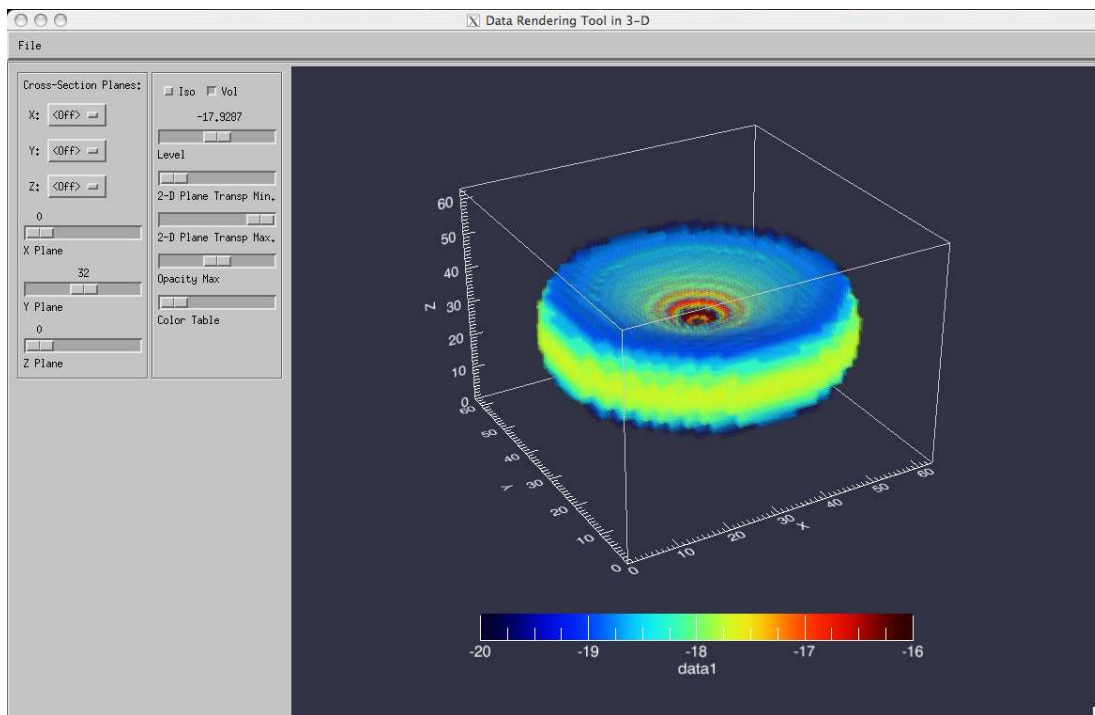 Data Rendering Tool in 3-D
File
Cross-Section Planes:
X: <Off>
Y: <Off>
Z: <Off>
0
X Plane
32
Y Plane
0
Z Plane
Iso Vol
-17.9287
Level
2-D Plane Transp Min.
2-D Plane Transp Max.
Opacity Max
Color Table
60
50
40
30
20
10
0
Z
60
50
40
30
20
10
0
Y
0
10
20
30
40
50
60
X
-20 -19 -18 -17 -16
data1